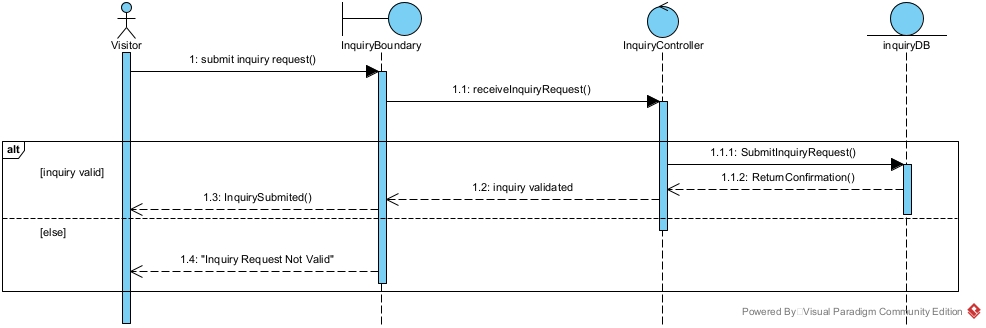 Visitor
InquiryBoundary
InquiryController
inquiryDB
1: submit inquiry request()
1.1: receiveInquiryRequest()
alt
1.1.1: SubmitInquiryRequest()
[inquiry valid]
1.1.2: ReturnConfirmation()
1.2: inquiry validated
1.3: InquirySubmited()
[else]
1.4: "Inquiry Request Not Valid"
Powered By Visual Paradigm Community Edition